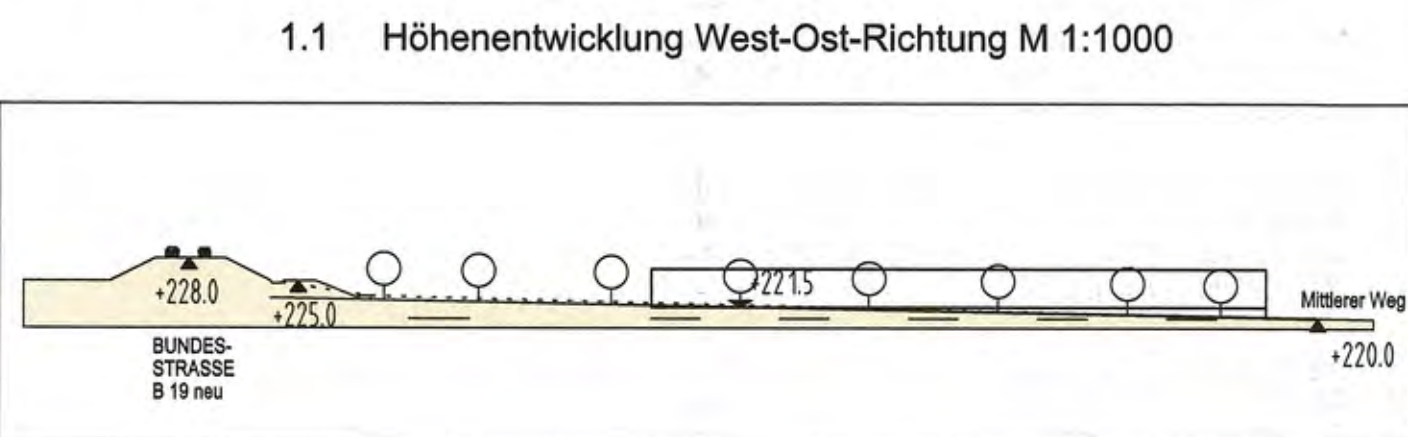 1.1 Höhenentwicklung West-Ost-Richtung M 1:1000
+221.5
+228.0
Mittlerer Weg
+225.0
BUNDES-
STRASSE
B 19 neu
+220.0